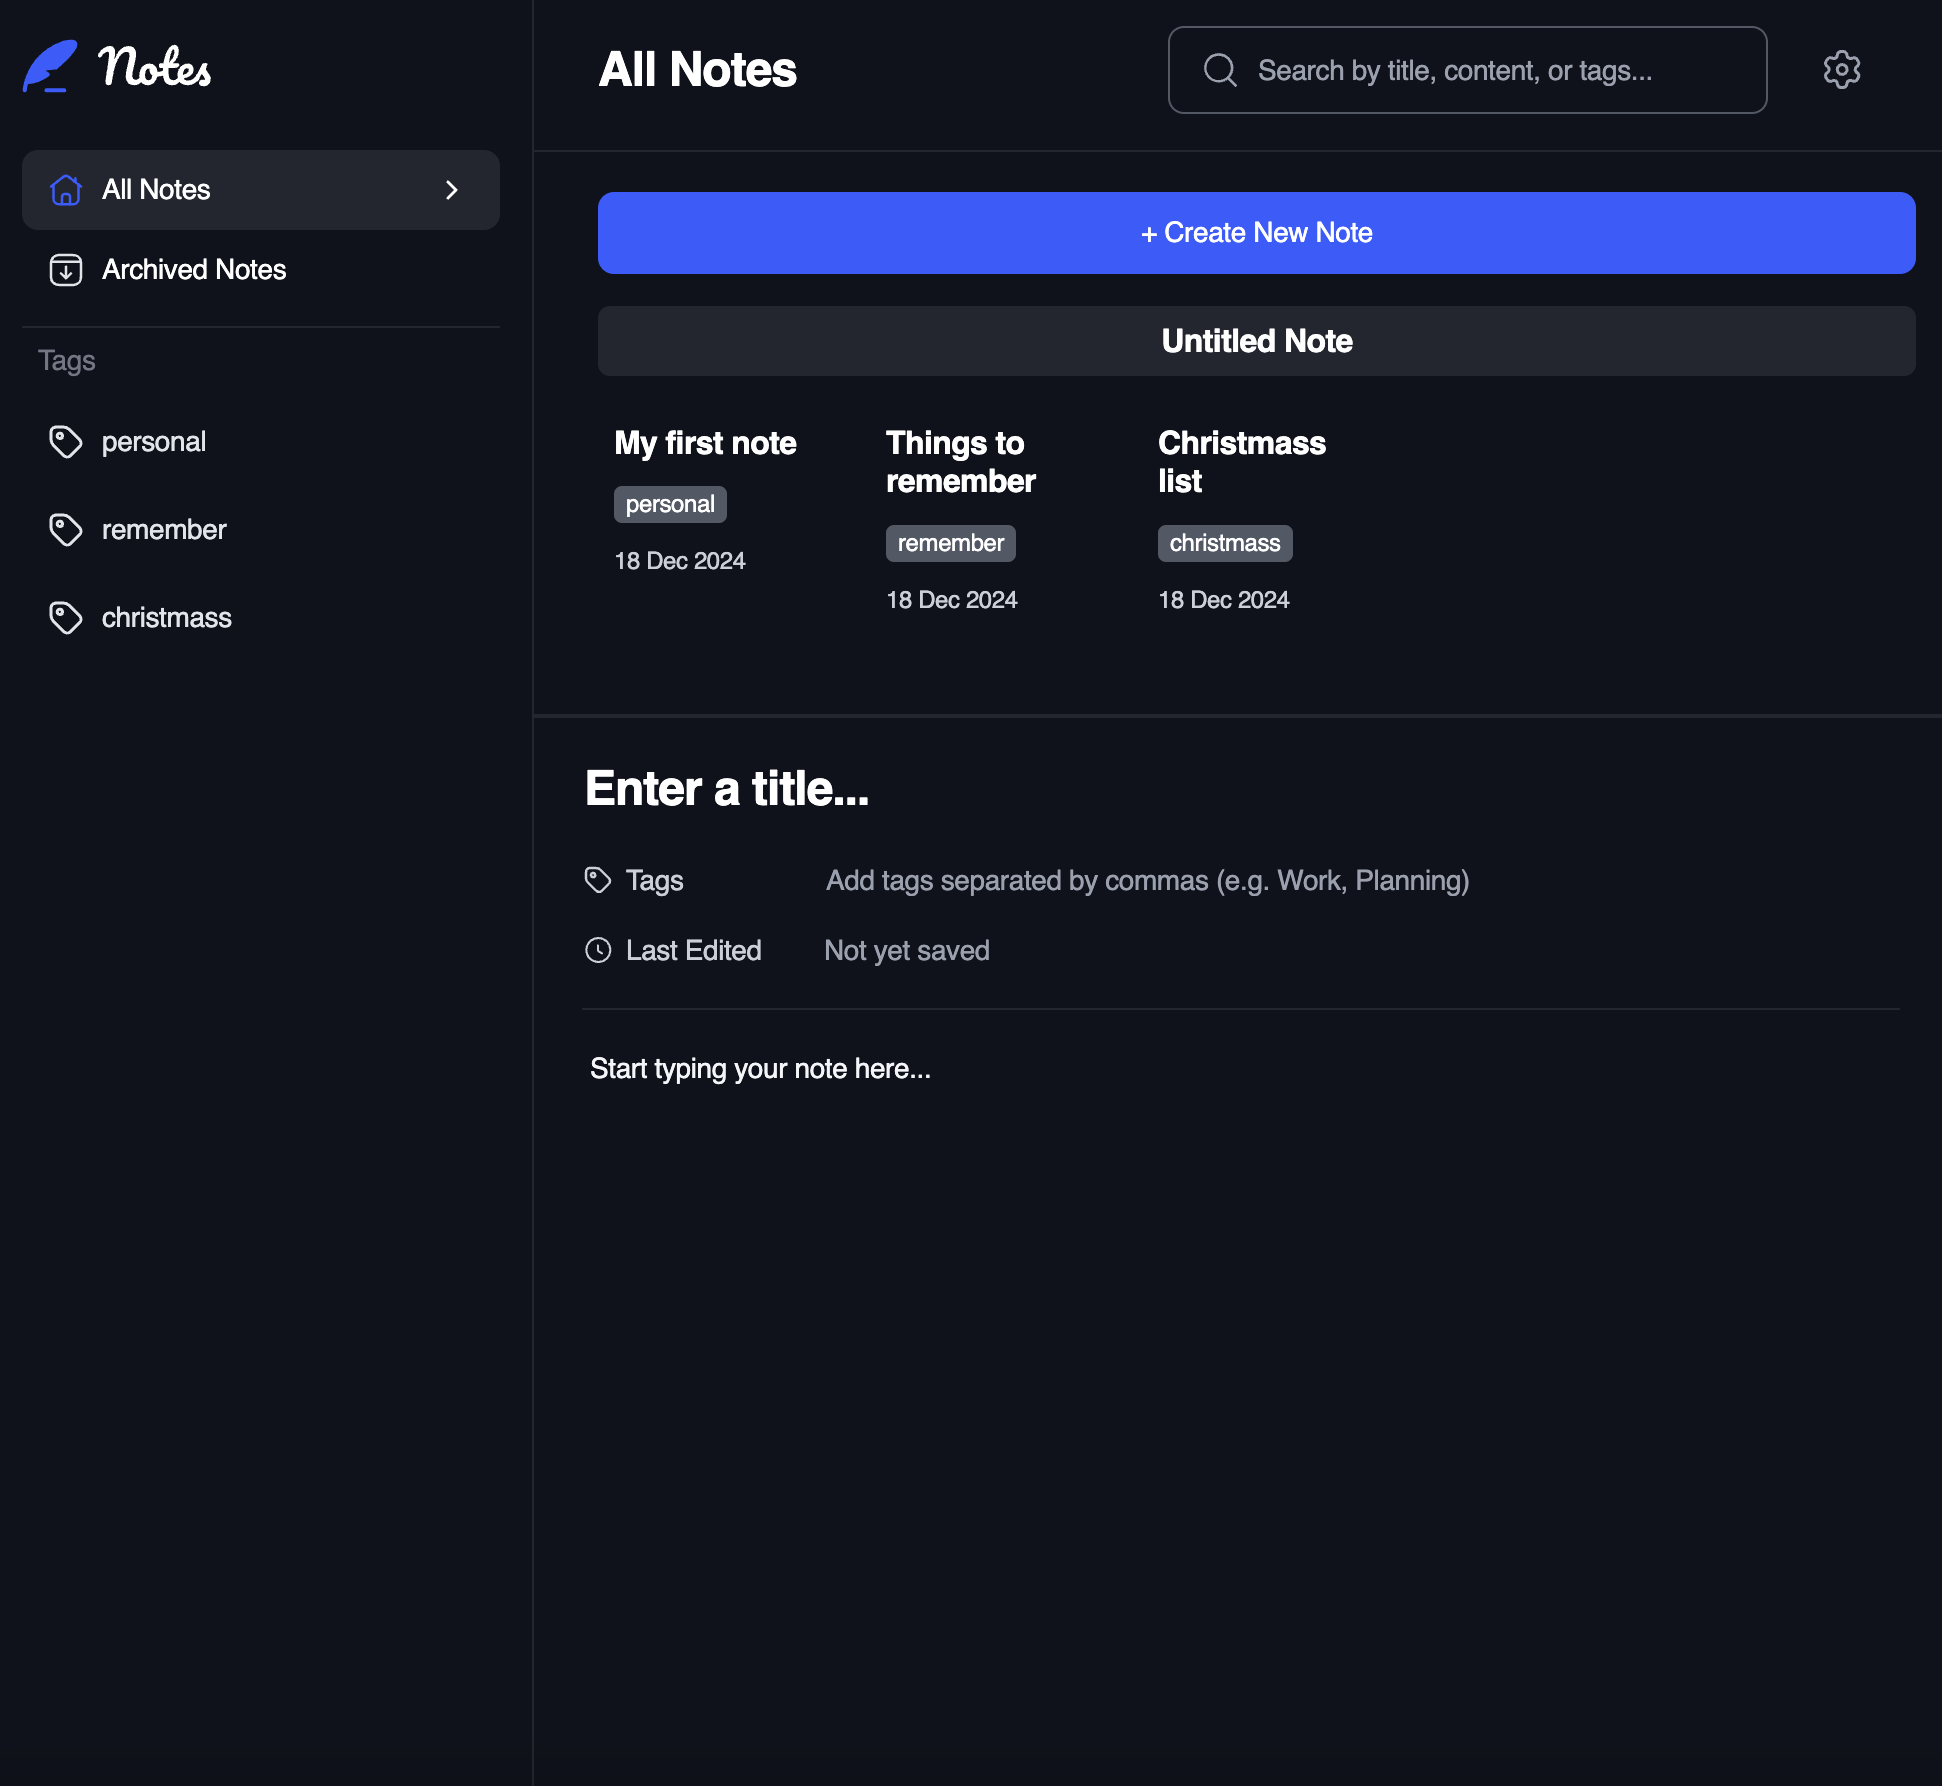 Notes
All Notes
Archived Notes
Tags
personal
remember
christmass
All Notes
Search by title, content, or tags...
+ Create New Note
Untitled Note
My first note
personal
18 Dec 2024
Things to
remember
remember
18 Dec 2024
Christmass
list
christmass
18 Dec 2024
Enter a title...
Tags
Add tags separated by commas (e.g. Work, Planning)
Last Edited
Not yet saved
Start typing your note here...